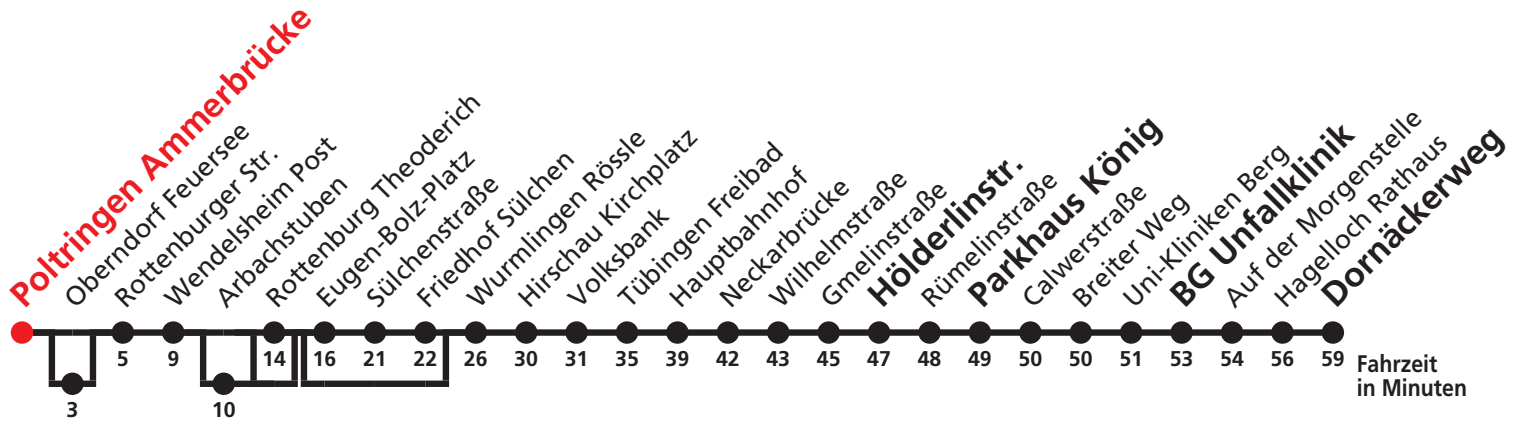 Poltringen Ammerbrücke
Oberndorf Feuersee
Rottenburger Str.
Wendelsheim Post
Arbachstuben
Rottenburg Theoderich
Eugen-Bolz-Platz
Sülchenstraße
Friedhof Sülchen
Wurmlingen Rössle
Hirschau Kirchplatz
Volksbank
Tübingen Freibad
Hauptbahnhof
Neckarbrücke
Wilhelmstraße
Gmelinstraße
Hölderlinstr.
Rümelinstraße
Parkhaus König
Calwerstraße
Breiter Weg
Uni-Kliniken Berg
BG Unfallklinik
Auf der Morgenstelle
Hagelloch Rathaus
Dornäckerweg
5 9 14 16 21 22 26 30 31 35 39 42 43 45 47 48 49 50 50 51 53 54 56 59
Fahrzeit
in Minuten
3 10